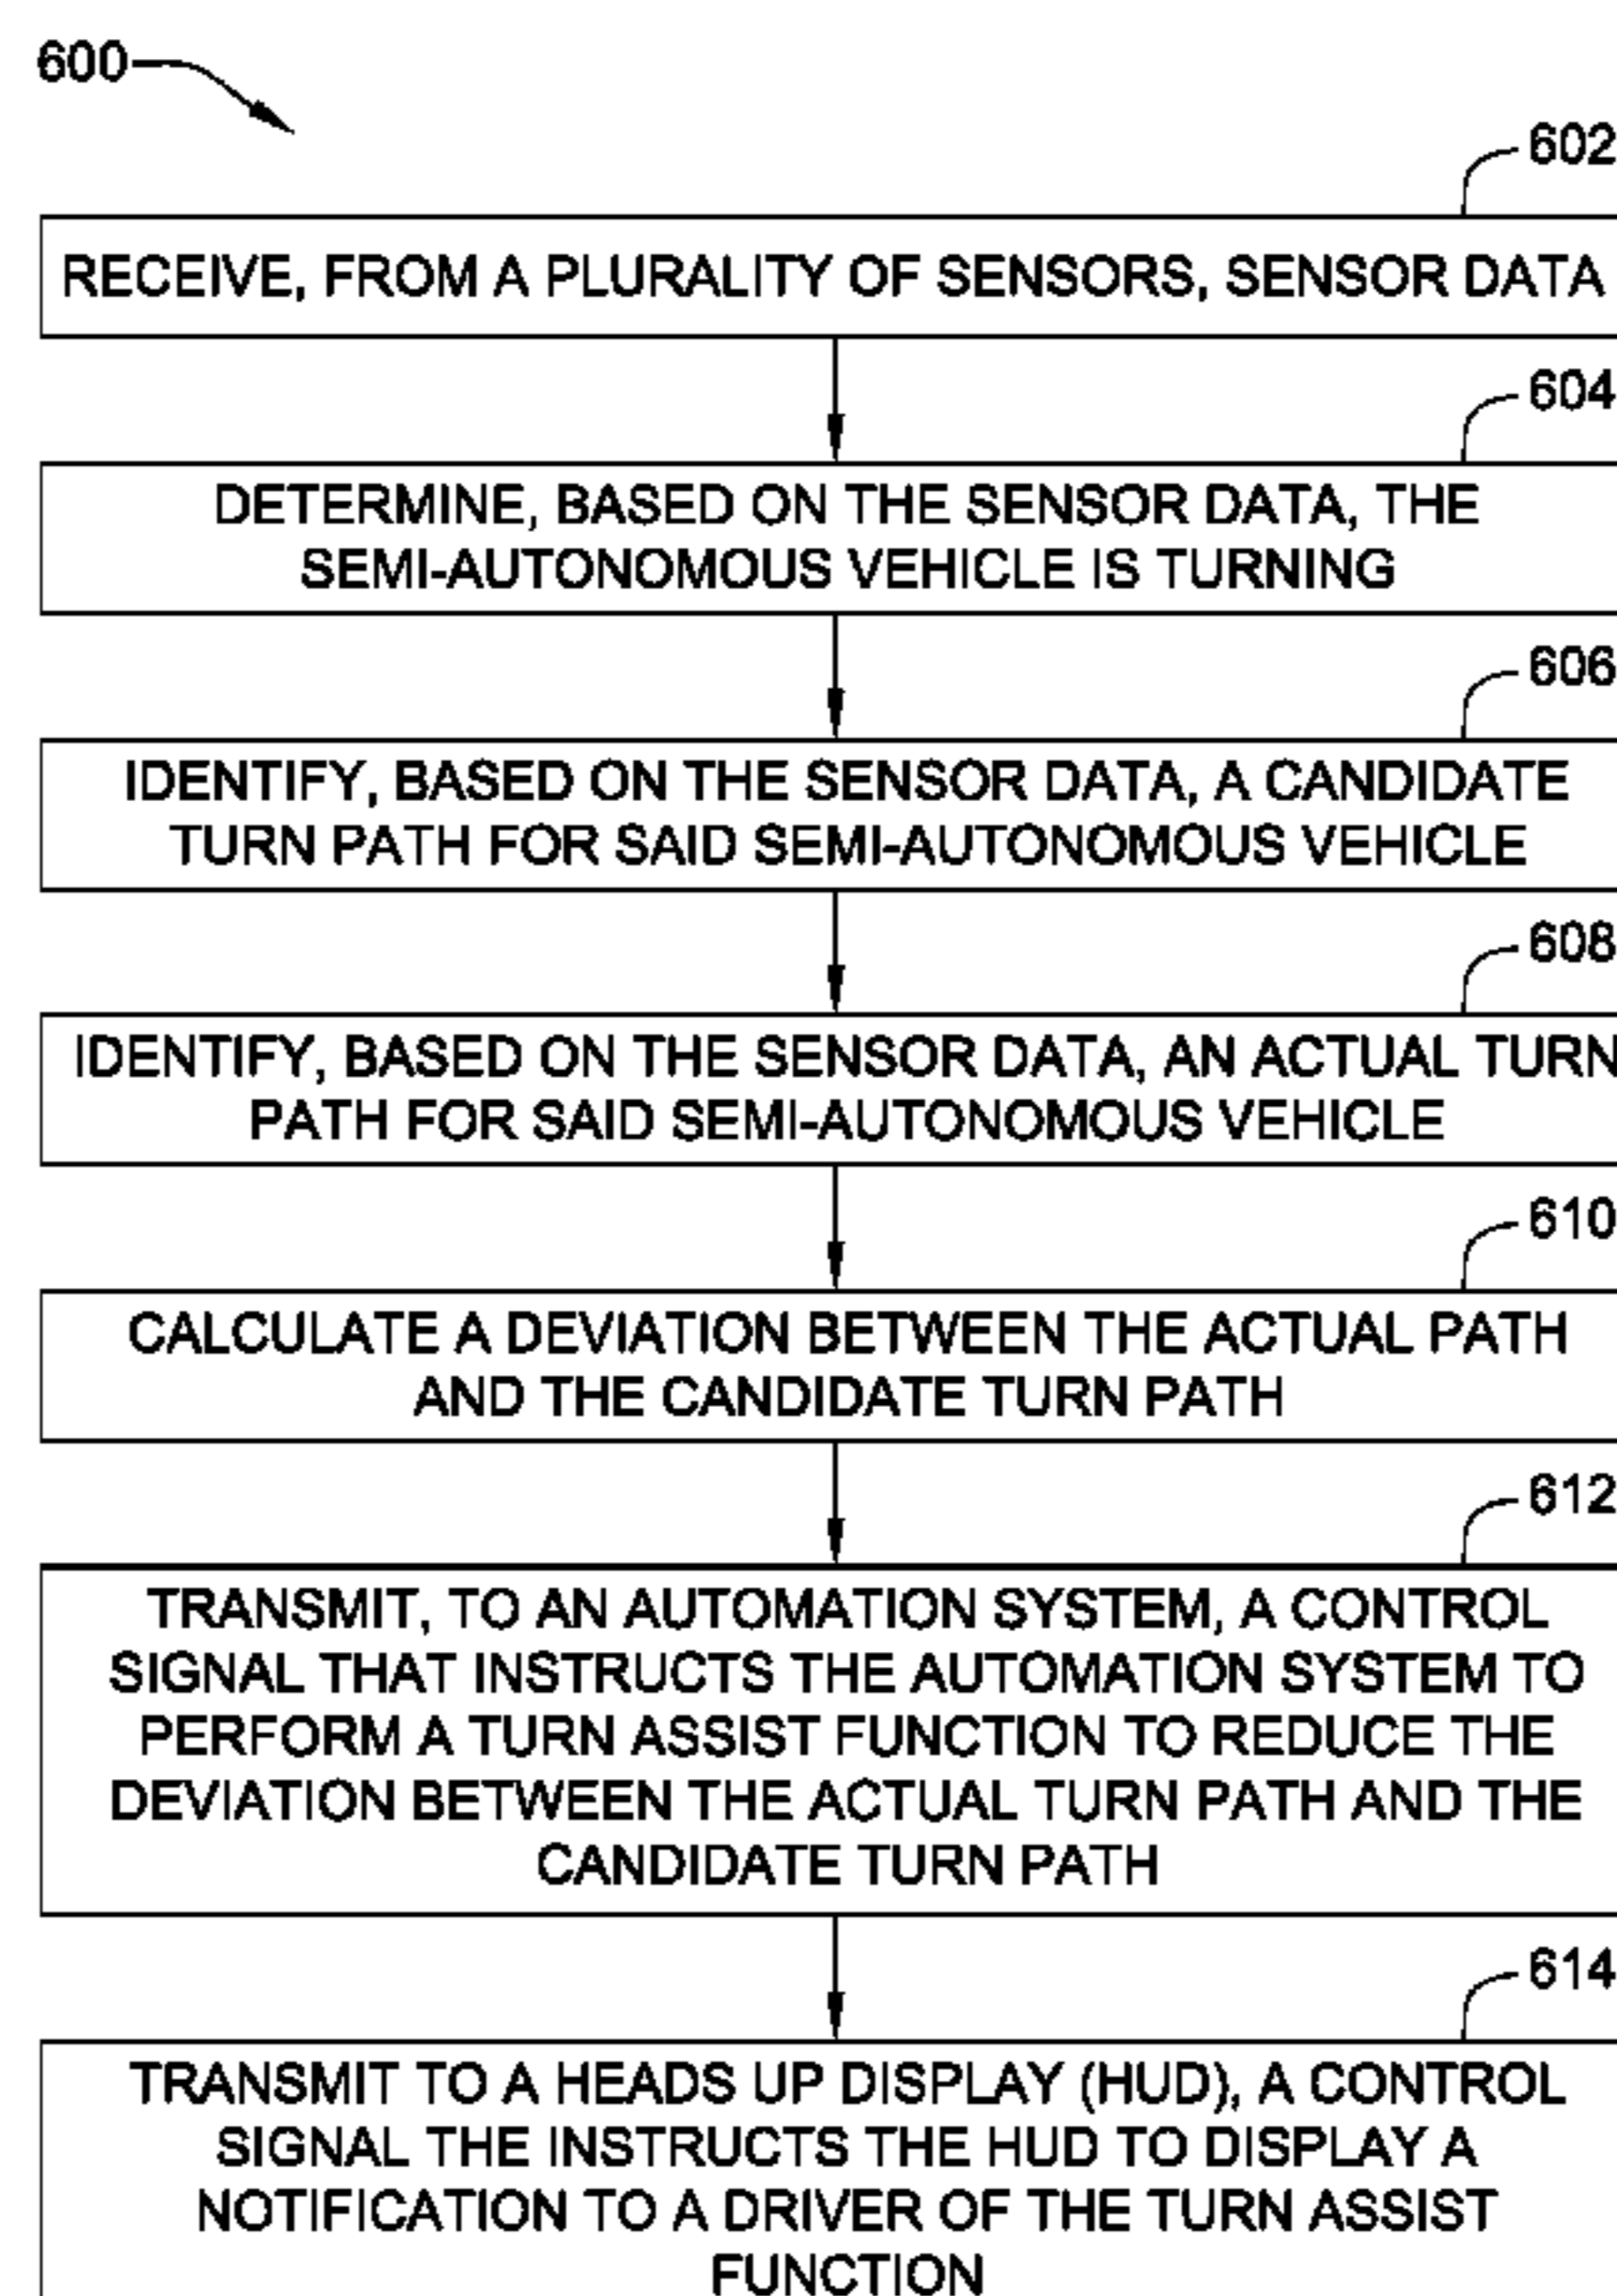 600
602
RECEIVE, FROM A PLURALITY OF SENSORS, SENSOR DATA
604
DETERMINE, BASED ON THE SENSOR DATA, THE
SEMI-AUTONOMOUS VEHICLE IS TURNING
606
IDENTIFY, BASED ON THE SENSOR DATA, A CANDIDATE
TURN PATH FOR SAID SEMI-AUTONOMOUS VEHICLE
608
IDENTIFY, BASED ON THE SENSOR DATA, AN ACTUAL TURN
PATH FOR SAID SEMI-AUTONOMOUS VEHICLE
610
CALCULATE A DEVIATION BETWEEN THE ACTUAL PATH
AND THE CANDIDATE TURN PATH
612
TRANSMIT, TO AN AUTOMATION SYSTEM, A CONTROL
SIGNAL THAT INSTRUCTS THE AUTOMATION SYSTEM TO
PERFORM A TURN ASSIST FUNCTION TO REDUCE THE
DEVIATION BETWEEN THE ACTUAL TURN PATH AND THE
CANDIDATE TURN PATH
614
TRANSMIT TO A HEADS UP DISPLAY (HUD), A CONTROL
SIGNAL THE INSTRUCTS THE HUD TO DISPLAY A
NOTIFICATION TO A DRIVER OF THE TURN ASSIST
FUNCTION